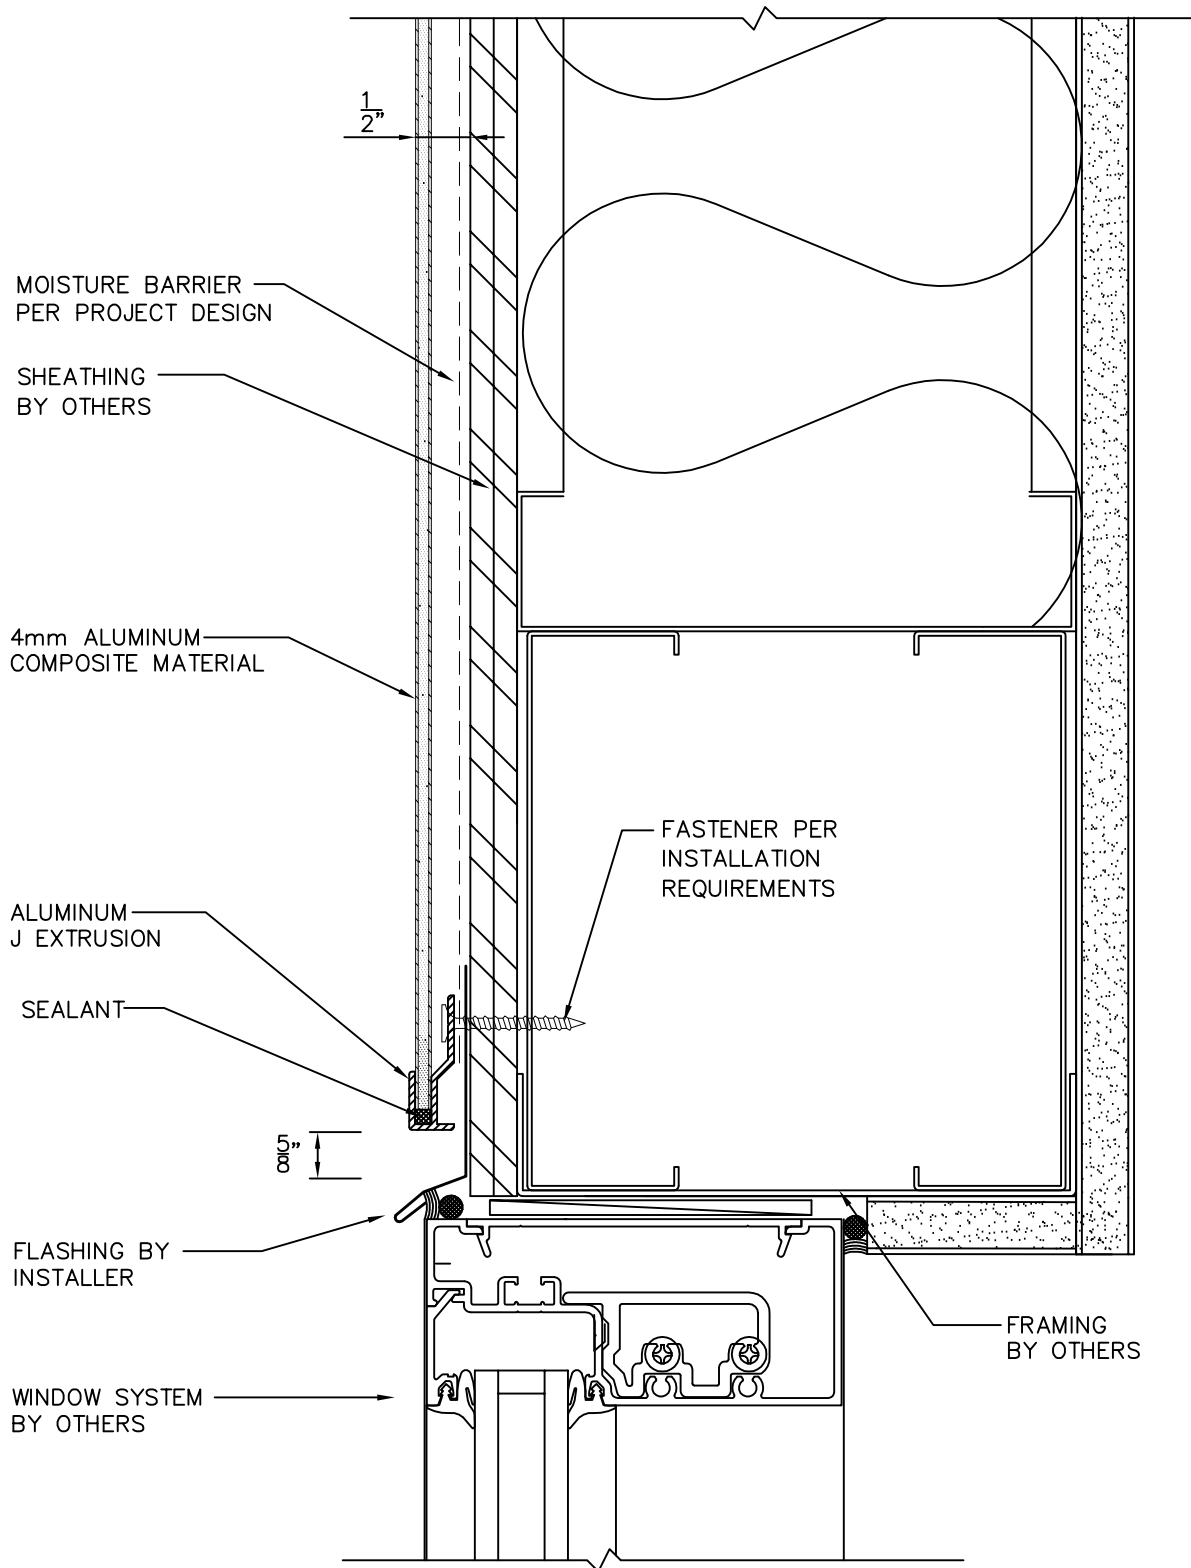 1
2"
MOISTURE BARRIER
PER PROJECT DESIGN
SHEATHING
BY OTHERS
4mm ALUMINUM
COMPOSITE MATERIAL
FASTENER PER
INSTALLATION
REQUIREMENTS
ALUMINUM
J EXTRUSION
SEALANT
5
8"
FLASHING BY
INSTALLER
FRAMING
BY OTHERS
WINDOW SYSTEM
BY OTHERS